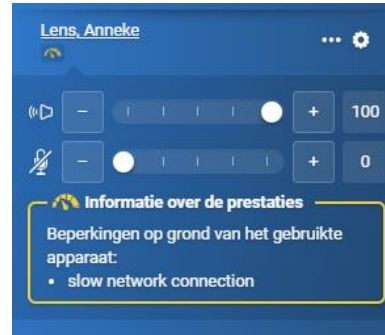 Lens, Anneke
100
0
Informatie over de prestaties
Beperkingen op grond van het gebruikte
apparaat:
• slow network connection